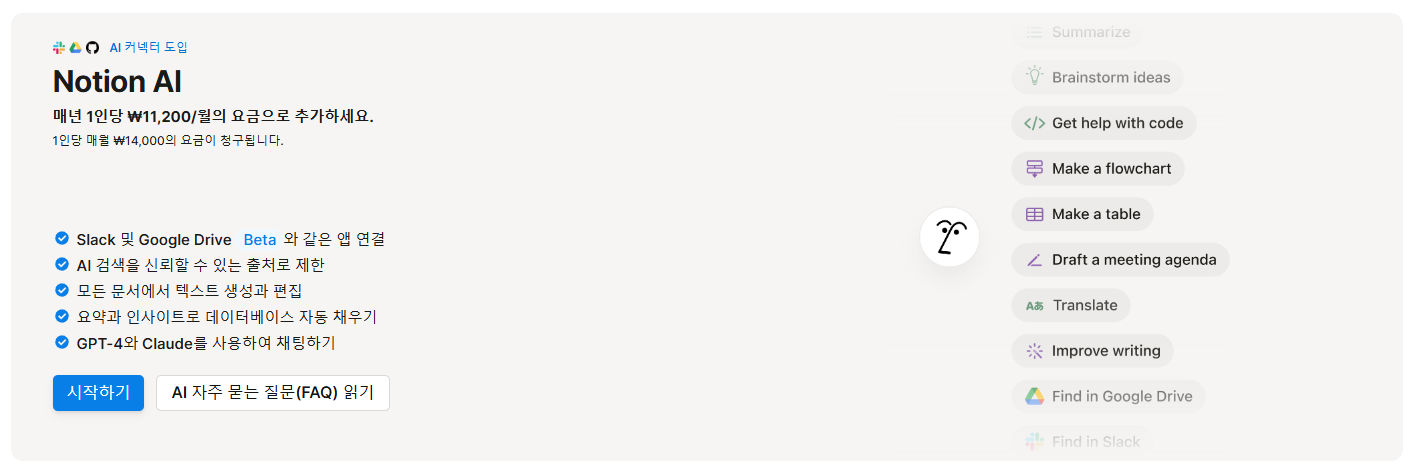 AI 커넥터 도입
Notion AI
매년 1인당 ₩11,200/월의 요금으로 추가하세요.
1인당 매월 ₩14,000의 요금이 청구됩니다.
Slack 및 Google Drive Beta 와 같은 앱 연결
AI 검색을 신뢰할 수 있는 출처로 제한
모든 문서에서 텍스트 생성과 편집
요약과 인사이트로 데이터베이스 자동 채우기
GPT-4와 Claude를 사용하여 채팅하기
시작하기
AI 자주 묻는 질문(FAQ) 읽기
Summarize
Brainstorm ideas
</> Get help with code
Make a flowchart
Make a table
Draft a meeting agenda
Aあ Translate
Improve writing
Find in Google Drive
Find in Slack